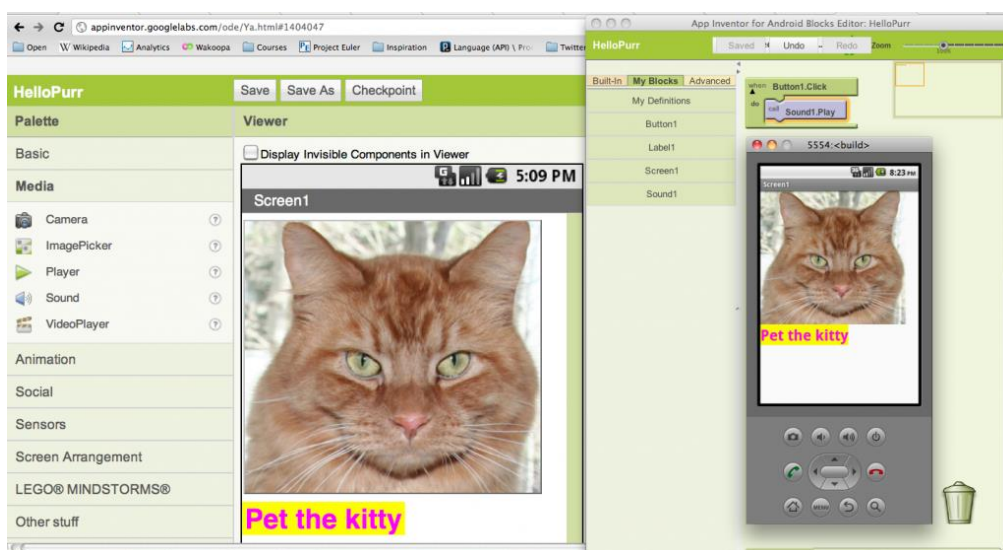 appinventor.googlelabs.com/ode/Ya.html#1404047
Open Wikipedia Analytics Wakoopa Courses Project Euler Inspiration Language (API) \ Pro Twitter
HelloPurr
Save Save As Checkpoint
Palette
Viewer
Basic
Display Invisible Components in Viewer
Media
5:09 PM
Screen1
Camera
ImagePicker
Player
Sound
VideoPlayer
Animation
Social
Sensors
Screen Arrangement
LEGO® MINDSTORMS®
Other stuff
Pet the kitty
App Inventor for Android Blocks Editor: HelloPurr
HelloPurr
Saved Undo Redo Zoom
Built-In My Blocks Advanced
My Definitions
Button1
Label1
Screen1
Sound1
when Button1.Click
do call Sound1.Play
5554:<build>
8:23 PM
Screen1
Pet the kitty
MENU